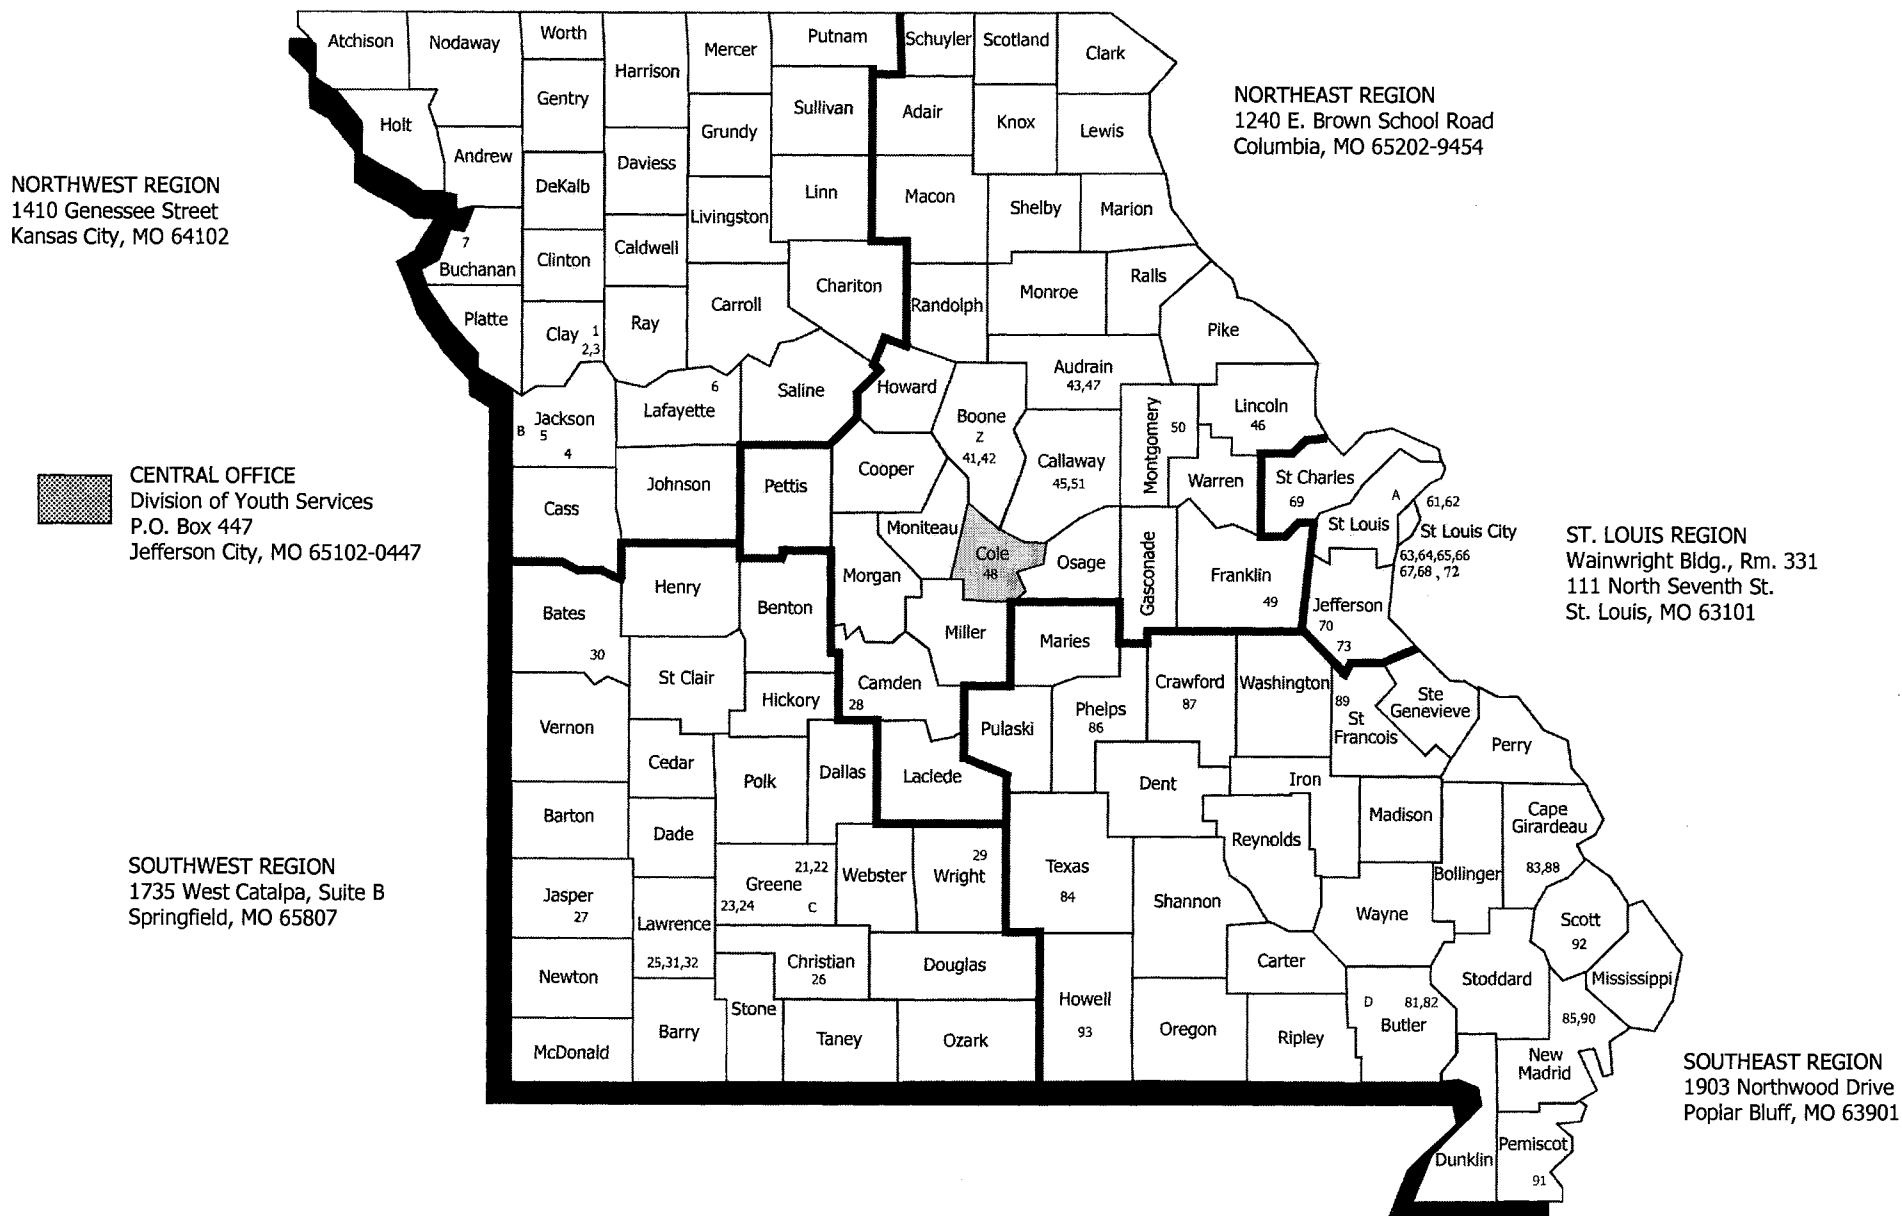 Atchison
Nodaway
Worth
Harrison
Mercer
Putnam
Schuyler
Scotland
Clark
Gentry
Sullivan
Adair
Knox
Lewis
Holt
Andrew
DeKalb
Daviess
Grundy
Linn
Macon
Shelby
Marion
NORTHEAST REGION
1240 E. Brown School Road
Columbia, MO 65202-9454
NORTHWEST REGION
1410 Genessee Street
Kansas City, MO 64102
Livingston
7
Buchanan
Clinton
Caldwell
Chariton
Randolph
Monroe
Ralls
Platte
Clay
1
2,3
Ray
Carroll
Pike
Audrain
43,47
Jackson
B
5
4
Lafayette
6
Saline
Howard
Boone
Z
41,42
Callaway
45,51
Montgomery
50
Lincoln
46
Warren
St Charles
69
A
61,62
St Louis
St Louis City
63,64,65,66
67,68 , 72
CENTRAL OFFICE
Division of Youth Services
P.O. Box 447
Jefferson City, MO 65102-0447
Cass
Johnson
Pettis
Cooper
Moniteau
Cole
48
Osage
Gasconade
Franklin
49
Jefferson
70
73
ST. LOUIS REGION
Wainwright Bldg., Rm. 331
111 North Seventh St.
St. Louis, MO 63101
Bates
30
Henry
Benton
Morgan
Miller
Maries
St Clair
Hickory
Camden
28
Pulaski
Phelps
86
Crawford
87
Washington
89
St
Francois
Ste
Genevieve
Perry
Vernon
Cedar
Polk
Dallas
Laclede
Dent
Iron
Madison
Cape
Girardeau
83,88
Bollinger
Reynolds
Barton
Dade
SOUTHWEST REGION
1735 West Catalpa, Suite B
Springfield, MO 65807
Jasper
27
Lawrence
25,31,32
21,22
Greene
23,24
C
Webster
29
Wright
Texas
84
Shannon
Wayne
Scott
92
Mississippi
Newton
Christian
26
Douglas
Carter
Stoddard
85,90
McDonald
Barry
Stone
Taney
Ozark
Howell
93
Oregon
Ripley
D
81,82
Butler
New
Madrid
SOUTHEAST REGION
1903 Northwood Drive
Poplar Bluff, MO 63901
Dunklin
Pemiscot
91